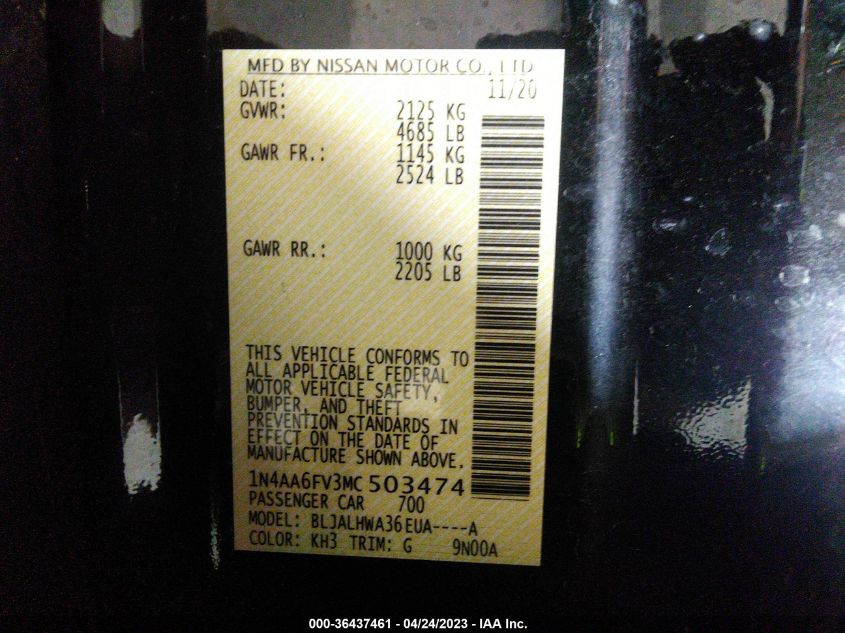 MFD BY NISSAN MOTOR CO., LTD
DATE: 11/20
GVWR: 2125 KG
4685 LB
GAWR FR.: 1145 KG
2524 LB
GAWR RR.: 1000 KG
2205 LB
THIS VEHICLE CONFORMS TO
ALL APPLICABLE FEDERAL
MOTOR VEHICLE SAFETY,
BUMPER, AND THEFT
PREVENTION STANDARDS IN
EFFECT ON THE DATE OF
MANUFACTURE SHOWN ABOVE.
1N4AA6FV3MC503474
PASSENGER CAR 700
MODEL: BLJALHWA36EUA----A
COLOR: KH3 TRIM: G 9N00A
000-36437461 - 04/24/2023 - IAA Inc.